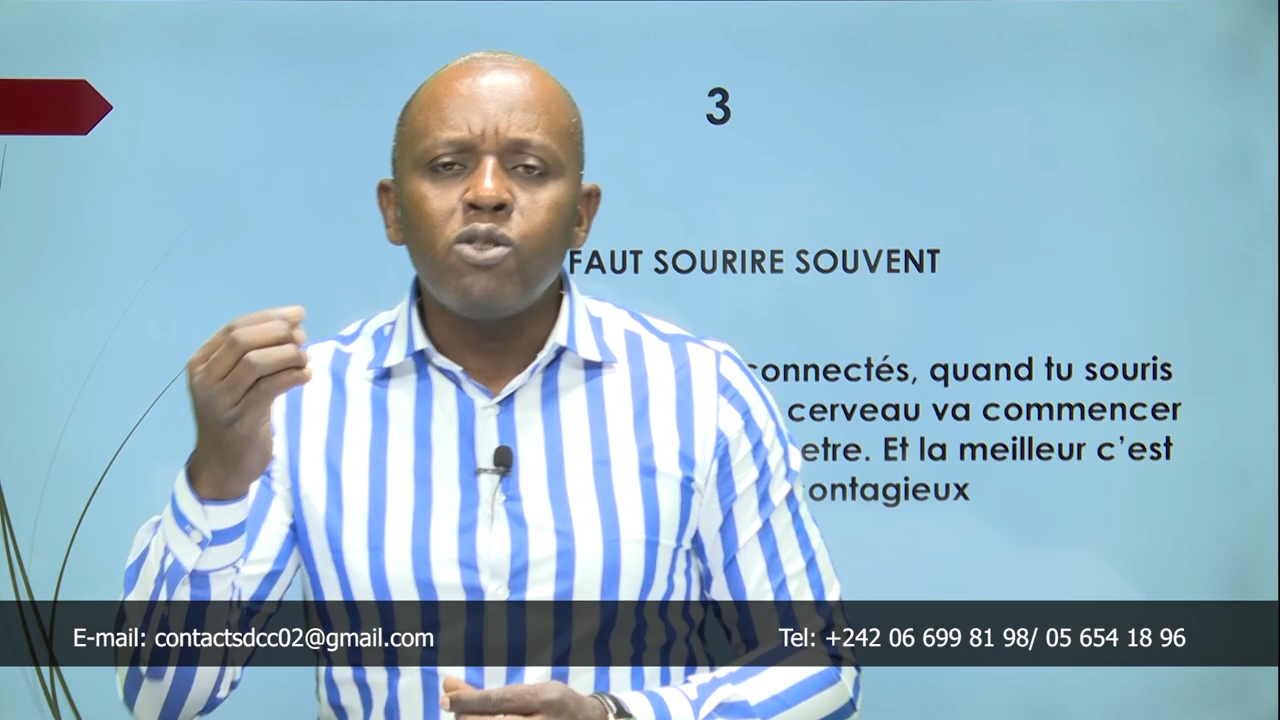 3
FAUT SOURIRE SOUVENT
connectés, quand tu souris
cerveau va commencer
etre. Et la meilleur c'est
ontagieux
E-mail: contactsdcc02@gmail.com
Tel: +242 06 699 81 98/ 05 654 18 96